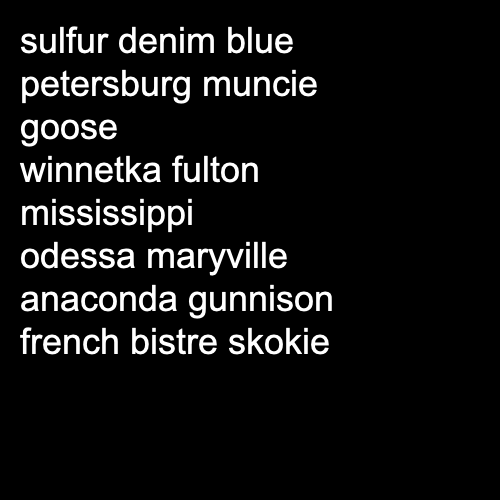 sulfur denim blue
petersburg muncie
goose
winnetka fulton
mississippi
odessa maryville
anaconda gunnison
french bistre skokie